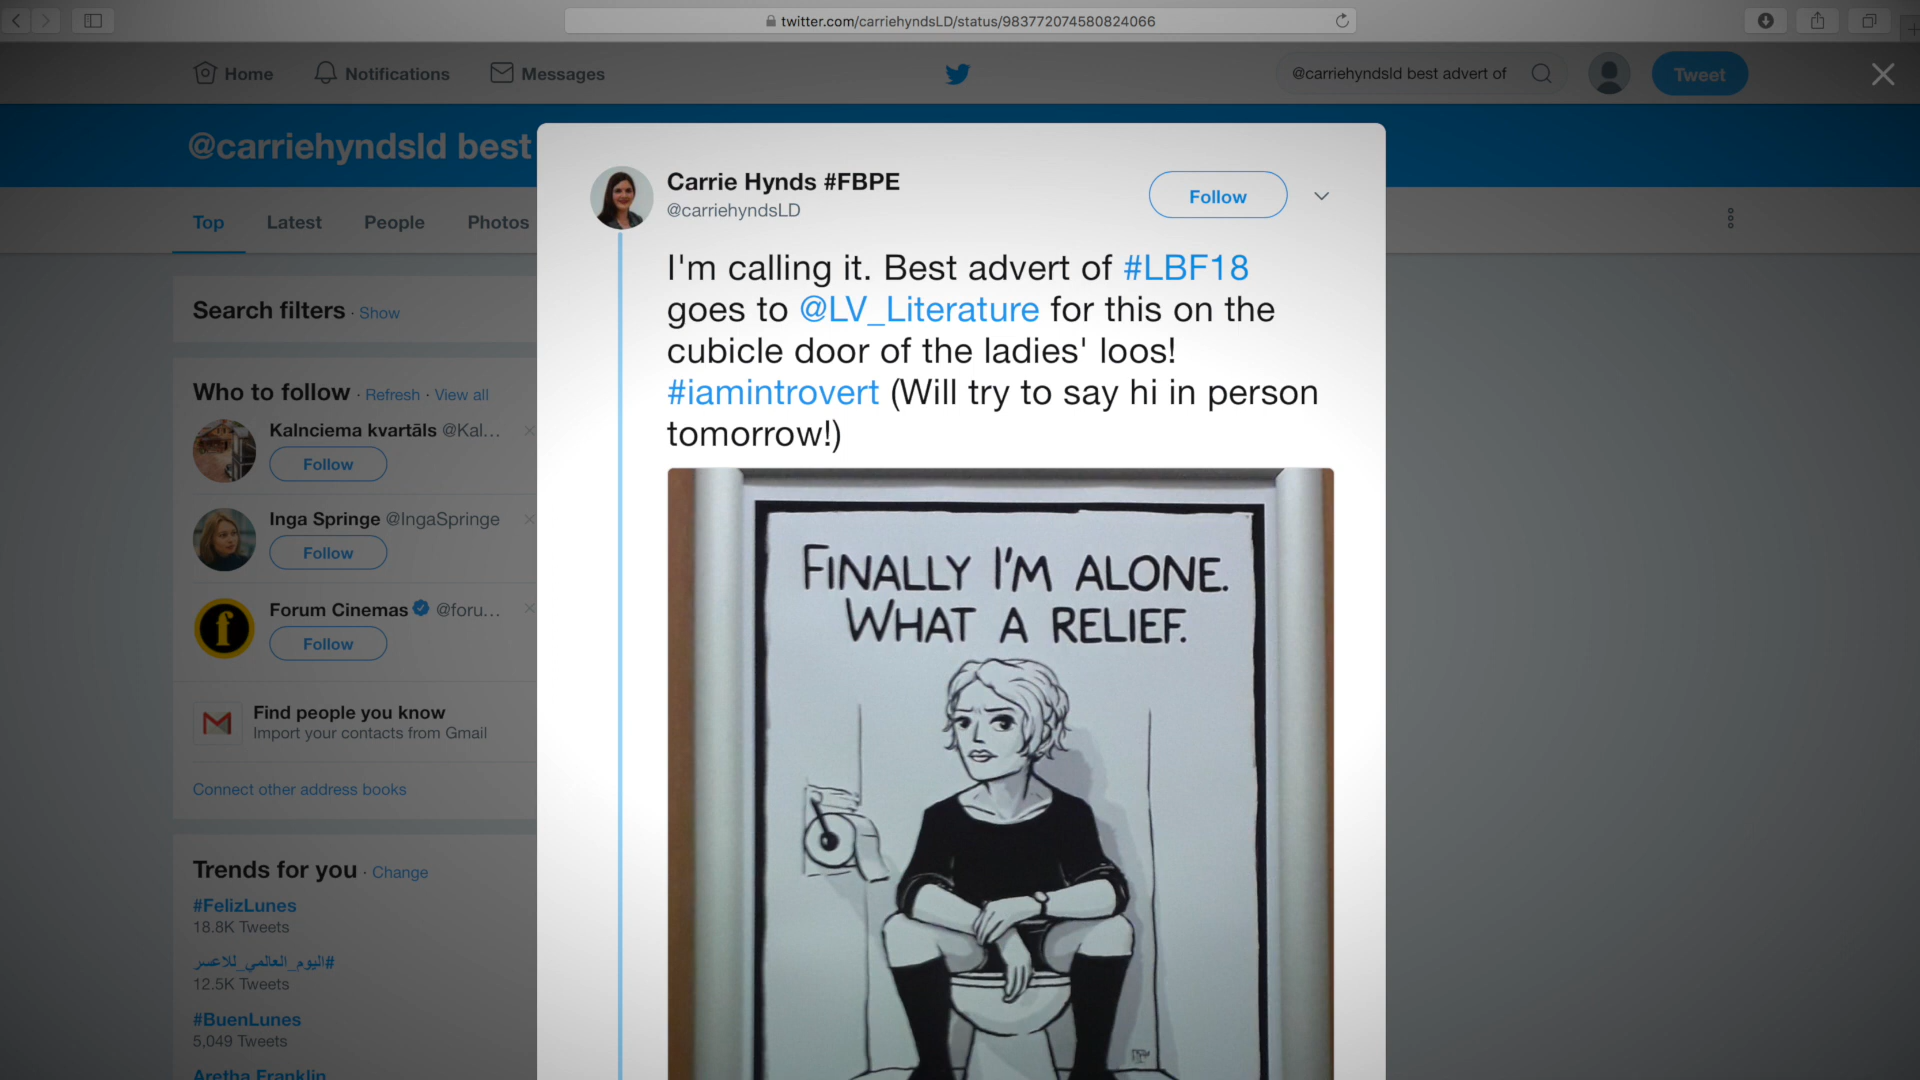 twitter.com/carriehyndsLD/status/983772074580824066
Home
Notifications
Messages
@carriehyndsld best advert of
Tweet
@carriehyndsld best
Top
Latest
People
Photos
Search filters · Show
Who to follow · Refresh · View all
Kalnciema kvartāls @Kal...
Follow
Inga Springe @IngaSpringe
Follow
Forum Cinemas @foru...
Follow
Find people you know
Import your contacts from Gmail
Connect other address books
Trends for you · Change
#FelizLunes
18.8K Tweets
#اليوم_العالمي_للاعسر
12.5K Tweets
#BuenLunes
5,049 Tweets
Aretha Franklin
Carrie Hynds #FBPE
@carriehyndsLD
Follow
I'm calling it. Best advert of #LBF18
goes to @LV_Literature for this on the
cubicle door of the ladies' loos!
#iamintrovert (Will try to say hi in person
tomorrow!)
FINALLY I'M ALONE.
WHAT A RELIEF.